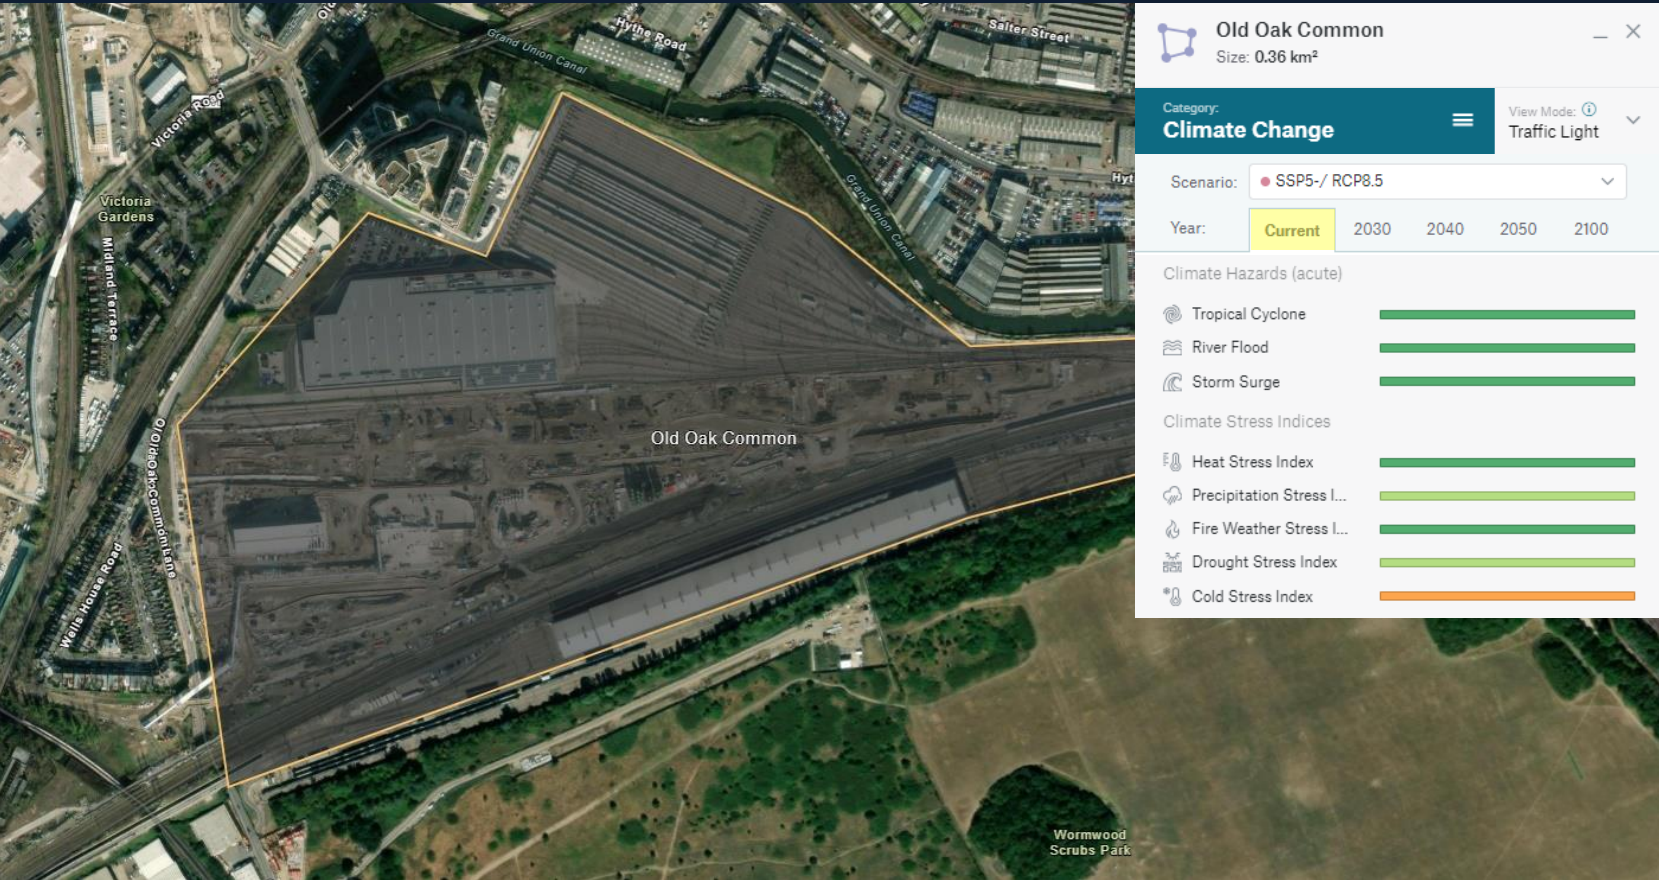 Old
Hythe Road
Salter Street
Grand Union Canal
Victoria Road
Grand Union Canal
Hyt
Victoria
Gardens
Midland Terrace
Old Oak Common Lane
Old Oak Common
Wells House Road
Wormwood
Scrubs Park
Old Oak Common
Size: 0.36 km²
Category:
Climate Change
View Mode:
Traffic Light
Scenario:
SSP5-/ RCP8.5
Year:
Current
2030
2040
2050
2100
Climate Hazards (acute)
Tropical Cyclone
River Flood
Storm Surge
Climate Stress Indices
Heat Stress Index
Precipitation Stress I...
Fire Weather Stress I...
Drought Stress Index
Cold Stress Index